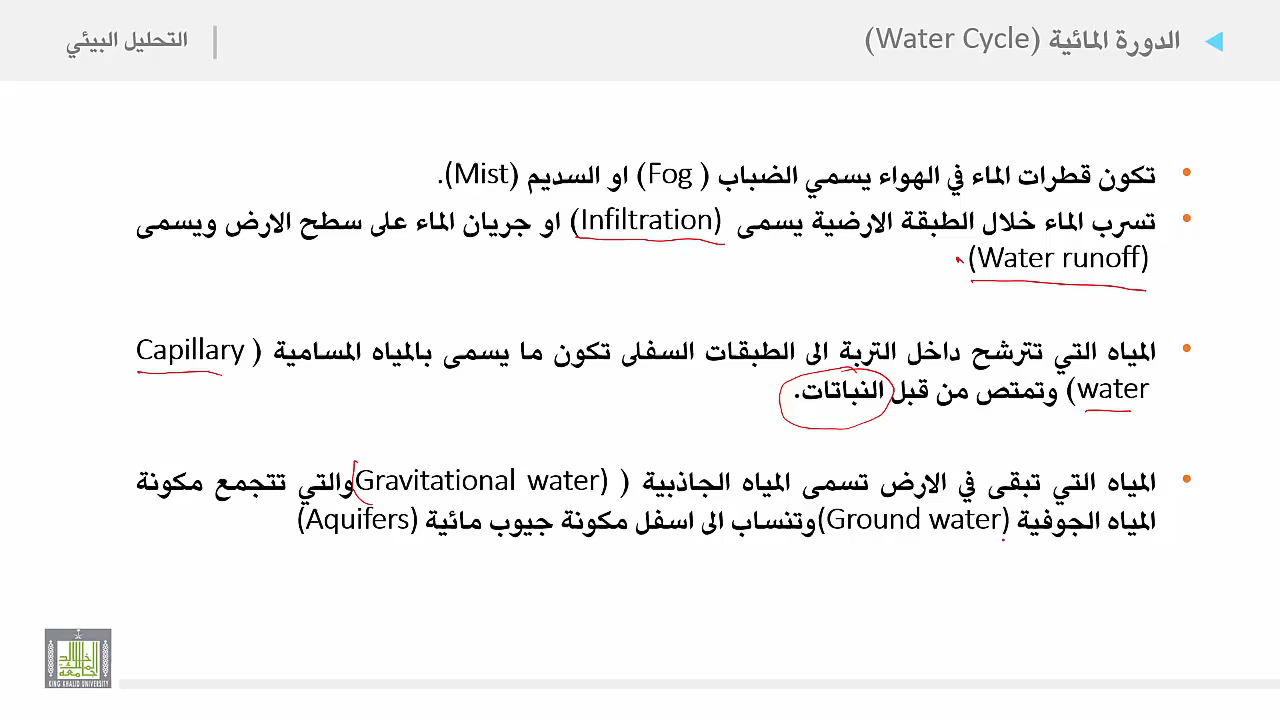 الدورة المائية (Water Cycle)
التحليل البيئي
تكون قطرات الماء في الهواء يسمي الضباب (Fog) او السديم (Mist).
تسرب الماء خلال الطبقة الارضية يسمى (Infiltration) او جريان الماء على سطح الارض ويسمى
(Water runoff)
المياه التي تترشح داخل التربة الى الطبقات السفلى تكون ما يسمى بالمياه المسامية (Capillary
water) وتمتص من قبل النباتات.
المياه التي تبقى في الارض تسمى المياه الجاذبية (Gravitational water) والتي تتجمع مكونة
المياه الجوفية (Ground water) وتنساب الى اسفل مكونة جيوب مائية (Aquifers)
KING KHALID UNIVERSITY